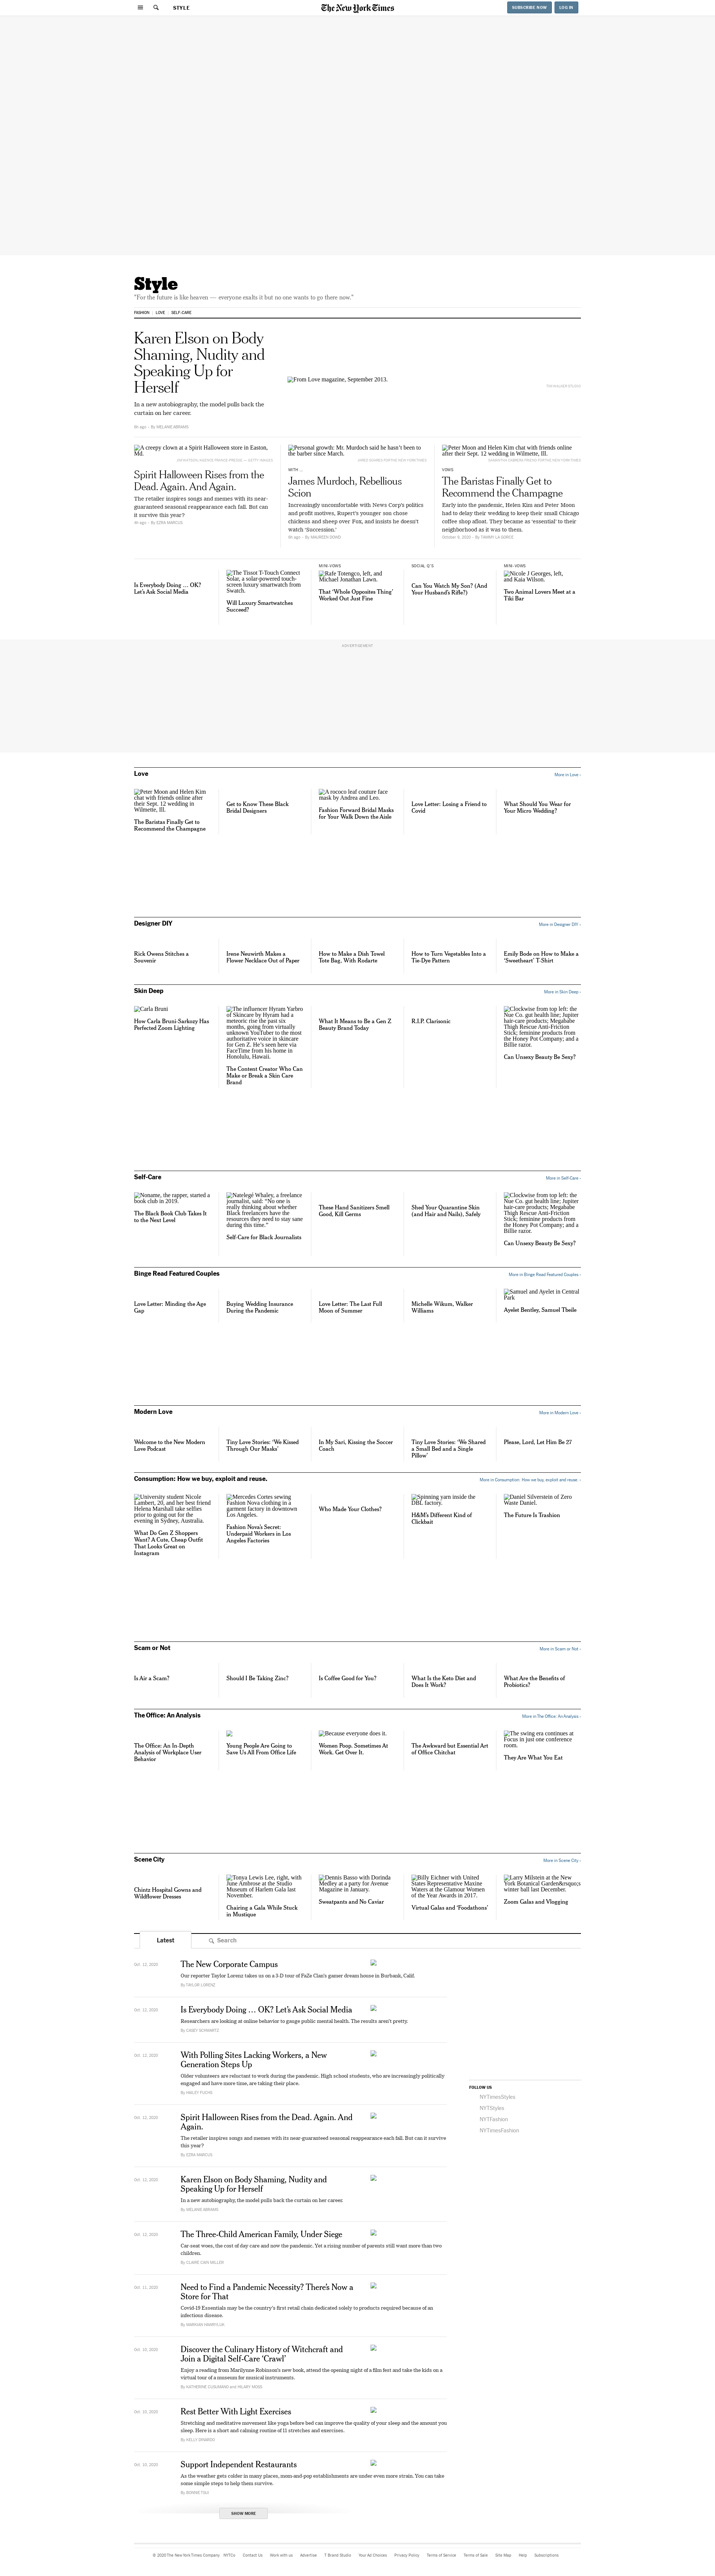 STYLE
The New York Times
SUBSCRIBE NOW
LOG IN
Style
"For the future is like heaven — everyone exalts it but no one wants to go there now."
FASHION
LOVE
SELF-CARE
Karen Elson on Body
Shaming, Nudity and
Speaking Up for
Herself
In a new autobiography, the model pulls back the
curtain on her career.
From Love magazine, September 2013.
A creepy clown at a Spirit Halloween store in Easton,
Md.
Spirit Halloween Rises from the
Dead. Again. And Again.
The retailer inspires songs and memes with its near-
guaranteed seasonal reappearance each fall. But can
it survive this year?
By EZRA MARCUS
Personal growth: Mr. Murdoch said he hasn't been to
the barber since March.
WITH ...
James Murdoch, Rebellious
Scion
Increasingly uncomfortable with News Corp's politics
and profit motives, Rupert's younger son chose
chickens and sheep over Fox, and insists he doesn't
watch 'Succession.'
By MAUREEN DOWD
Peter Moon and Helen Kim chat with friends online
after their Sept. 12 wedding in Wilmette, Ill.
VOWS
The Baristas Finally Get to
Recommend the Champagne
Early into the pandemic, Helen Kim and Peter Moon
had to delay their wedding to keep their small Chicago
coffee shop afloat. They became as 'essential' to their
neighborhood as it was to them.
By TAMMY LA GORCE
Is Everybody Doing … OK?
Let's Ask Social Media
The Tissot T-Touch Connect
Solar, a solar-powered touch-
screen luxury smartwatch from
Swatch.
Will Luxury Smartwatches
Succeed?
MINI-VOWS
Rafe Totengco, left, and
Michael Jonathan Lawn.
That 'Whole Opposites Thing'
Worked Out Just Fine
SOCIAL Q'S
Can You Watch My Son? (And
Your Husband's Rifle?)
MINI-VOWS
Nicole J Georges, left,
and Kaia Wilson.
Two Animal Lovers Meet at a
Tiki Bar
ADVERTISEMENT
Love
More in Love ›
Peter Moon and Helen Kim
chat with friends online after
their Sept. 12 wedding in
Wilmette, Ill.
The Baristas Finally Get to
Recommend the Champagne
Get to Know These Black
Bridal Designers
A rococo leaf couture face
mask by Andrea and Leo.
Fashion Forward Bridal Masks
for Your Walk Down the Aisle
Love Letter: Losing a Friend to
Covid
What Should You Wear for
Your Micro Wedding?
Designer DIY
More in Designer DIY ›
Rick Owens Stitches a
Souvenir
Irene Neuwirth Makes a
Flower Necklace Out of Paper
How to Make a Dish Towel
Tote Bag, With Rodarte
How to Turn Vegetables Into a
Tie-Dye Pattern
Emily Bode on How to Make a
'Sweetheart' T-Shirt
Skin Deep
More in Skin Deep ›
Carla Bruni
How Carla Bruni-Sarkozy Has
Perfected Zoom Lighting
The influencer Hyram Yarbro
of Skincare by Hyram had a
meteoric rise the past six
months, going from virtually
unknown YouTuber to the most
authoritative voice in skincare
for Gen Z. He's seen here via
FaceTime from his home in
Honolulu, Hawaii.
The Content Creator Who Can
Make or Break a Skin Care
Brand
What It Means to Be a Gen Z
Beauty Brand Today
R.I.P. Clarisonic
Clockwise from top left: the
Nue Co. gut health line; Jupiter
hair-care products; Megababe
Thigh Rescue Anti-Friction
Stick; feminine products from
the Honey Pot Company; and a
Billie razor.
Can Unsexy Beauty Be Sexy?
Self-Care
More in Self-Care ›
Noname, the rapper, started a
book club in 2019.
The Black Book Club Takes It
to the Next Level
Natelegé Whaley, a freelance
journalist, said: "No one is
really thinking about whether
Black freelancers have the
resources they need to stay sane
during this time."
Self-Care for Black Journalists
These Hand Sanitizers Smell
Good, Kill Germs
Shed Your Quarantine Skin
(and Hair and Nails), Safely
Clockwise from top left: the
Nue Co. gut health line; Jupiter
hair-care products; Megababe
Thigh Rescue Anti-Friction
Stick; feminine products from
the Honey Pot Company; and a
Billie razor.
Can Unsexy Beauty Be Sexy?
Binge Read Featured Couples
More in Binge Read Featured Couples ›
Love Letter: Minding the Age
Gap
Buying Wedding Insurance
During the Pandemic
Love Letter: The Last Full
Moon of Summer
Michelle Wikum, Walker
Williams
Samuel and Ayelet in Central
Park
Ayelet Bentley, Samuel Tbeile
Modern Love
More in Modern Love ›
Welcome to the New Modern
Love Podcast
Tiny Love Stories: 'We Kissed
Through Our Masks'
In My Sari, Kissing the Soccer
Coach
Tiny Love Stories: 'We Shared
a Small Bed and a Single
Pillow'
Please, Lord, Let Him Be 27
Consumption: How we buy, exploit and reuse.
More in Consumption: How we buy, exploit and reuse. ›
University student Nicole
Lambert, 20, and her best friend
Helena Marshall take selfies
prior to going out for the
evening in Sydney, Australia.
What Do Gen Z Shoppers
Want? A Cute, Cheap Outfit
That Looks Great on
Instagram
Mercedes Cortes sewing
Fashion Nova clothing in a
garment factory in downtown
Los Angeles.
Fashion Nova's Secret:
Underpaid Workers in Los
Angeles Factories
Who Made Your Clothes?
Spinning yarn inside the
DBL factory.
H&M's Different Kind of
Clickbait
Daniel Silverstein of Zero
Waste Daniel.
The Future Is Trashion
Scam or Not
More in Scam or Not ›
Is Air a Scam?
Should I Be Taking Zinc?
Is Coffee Good for You?
What Is the Keto Diet and
Does It Work?
What Are the Benefits of
Probiotics?
The Office: An Analysis
More in The Office: An Analysis ›
The Office: An In-Depth
Analysis of Workplace User
Behavior
Young People Are Going to
Save Us All From Office Life
Because everyone does it.
Women Poop. Sometimes At
Work. Get Over It.
The Awkward but Essential Art
of Office Chitchat
The swing era continues at
Focus in just one conference
room.
They Are What You Eat
Scene City
More in Scene City ›
Chintz Hospital Gowns and
Wildflower Dresses
Tonya Lewis Lee, right, with
June Ambrose at the Studio
Museum of Harlem Gala last
November.
Chairing a Gala While Stuck
in Mustique
Dennis Basso with Dorinda
Medley at a party for Avenue
Magazine in January.
Sweatpants and No Caviar
Billy Eichner with United
States Representative Maxine
Waters at the Glamour Women
of the Year Awards in 2017.
Virtual Galas and 'Foodathons'
Larry Milstein at the New
York Botanical Garden&rsquo;s
winter ball last December.
Zoom Galas and Vlogging
Latest
Search
Oct. 12, 2020
The New Corporate Campus
Our reporter Taylor Lorenz takes us on a 3-D tour of FaZe Clan's gamer dream house in Burbank, Calif.
By TAYLOR LORENZ
Oct. 12, 2020
Is Everybody Doing … OK? Let's Ask Social Media
Researchers are looking at online behavior to gauge public mental health. The results aren't pretty.
By CASEY SCHWARTZ
Oct. 12, 2020
With Polling Sites Lacking Workers, a New
Generation Steps Up
Older volunteers are reluctant to work during the pandemic. High school students, who are increasingly politically
engaged and have more time, are taking their place.
Oct. 12, 2020
Spirit Halloween Rises from the Dead. Again. And
Again.
The retailer inspires songs and memes with its near-guaranteed seasonal reappearance each fall. But can it survive
this year?
By EZRA MARCUS
Oct. 12, 2020
Karen Elson on Body Shaming, Nudity and
Speaking Up for Herself
In a new autobiography, the model pulls back the curtain on her career.
Oct. 12, 2020
The Three-Child American Family, Under Siege
Car-seat woes, the cost of day care and now the pandemic. Yet a rising number of parents still want more than two
children.
By CLAIRE CAIN MILLER
Oct. 11, 2020
Need to Find a Pandemic Necessity? There's Now a
Store for That
Covid-19 Essentials may be the country's first retail chain dedicated solely to products required because of an
infectious disease.
Oct. 10, 2020
Discover the Culinary History of Witchcraft and
Join a Digital Self-Care 'Crawl'
Enjoy a reading from Marilynne Robinson's new book, attend the opening night of a film fest and take the kids on a
virtual tour of a museum for musical instruments.
Oct. 10, 2020
Rest Better With Light Exercises
Stretching and meditative movement like yoga before bed can improve the quality of your sleep and the amount you
sleep. Here is a short and calming routine of 11 stretches and exercises.
By KELLY DINARDO
Oct. 10, 2020
Support Independent Restaurants
As the weather gets colder in many places, mom-and-pop establishments are under even more strain. You can take
some simple steps to help them survive.
By BONNIE TSUI
SHOW MORE
FOLLOW US
NYTimesStyles
NYTStyles
NYTFashion
NYTimesFashion
© 2020 The New York Times Company
NYTCo
Contact Us
Work with us
Advertise
T Brand Studio
Your Ad Choices
Privacy Policy
Terms of Service
Terms of Sale
Site Map
Help
Subscriptions